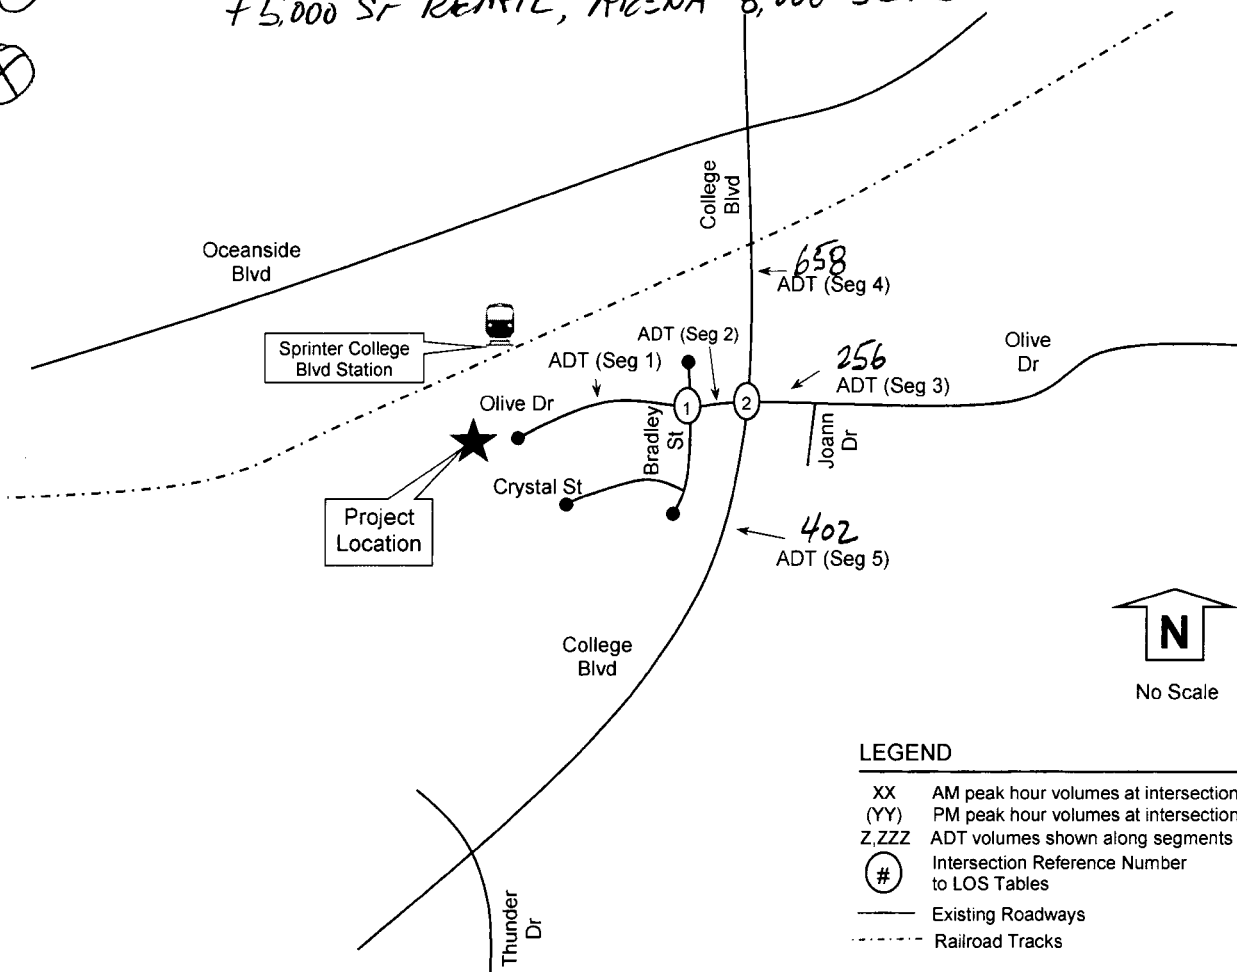 75,000 SF RETAIL, ARENA 8,000
College
Blvd
Oceanside
Blvd
658
ADT (Seg 4)
Sprinter College
Blvd Station
ADT (Seg 2)
ADT (Seg 1)
256
ADT (Seg 3)
Olive
Dr
Olive Dr
1
2
Bradley
St
Joann
Dr
Crystal St
Project
Location
402
ADT (Seg 5)
College
Blvd
N
No Scale
LEGEND
XX AM peak hour volumes at intersection
(YY) PM peak hour volumes at intersection
Z,ZZZ ADT volumes shown along segments
# Intersection Reference Number
to LOS Tables
Existing Roadways
Railroad Tracks
Thunder
Dr